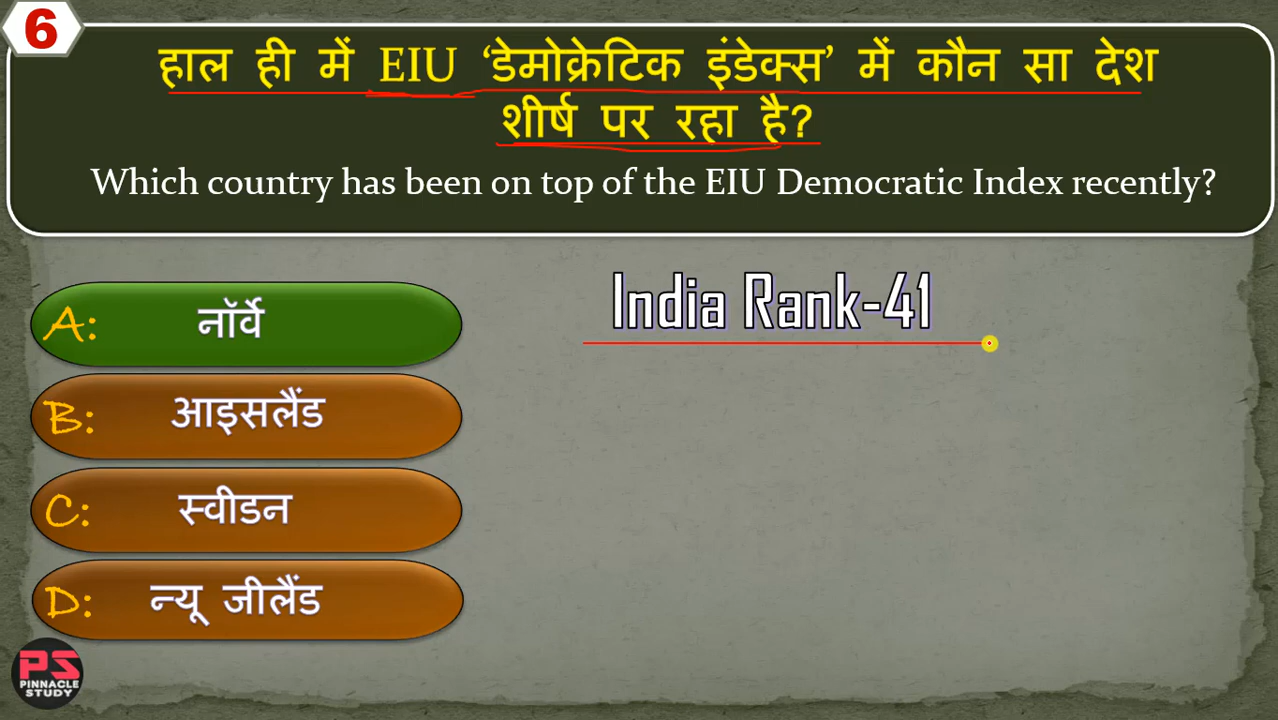 6
हाल ही में EIU ‘डेमोक्रेटिक इंडेक्स’ में कौन सा देश
शीर्ष पर रहा है?
Which country has been on top of the EIU Democratic Index recently?
India Rank-41
A: नॉर्वे
B: आइसलैंड
C: स्वीडन
D: न्यू जीलैंड
PS
PINNACLE
STUDY